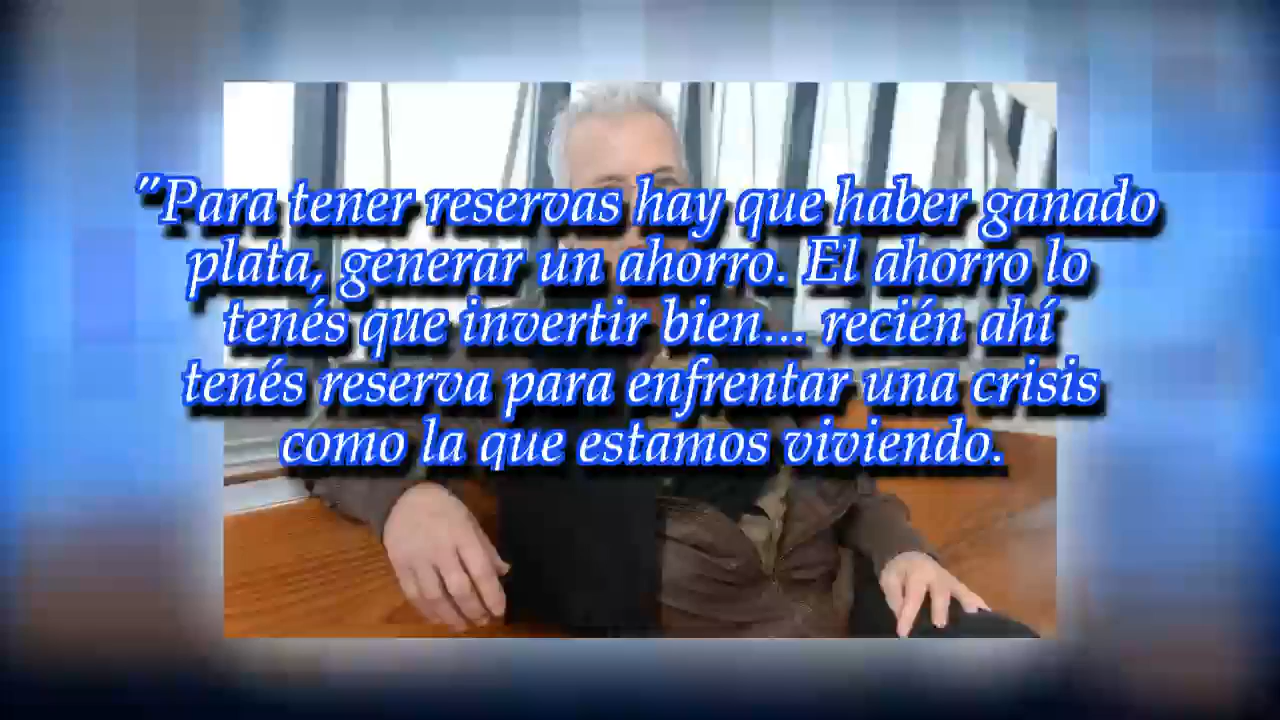 "Para tener reservas hay que haber ganado
plata, generar un ahorro. El ahorro lo
tenés que invertir bien... recién ahí
tenés reserva para enfrentar una crisis
como la que estamos viviendo.